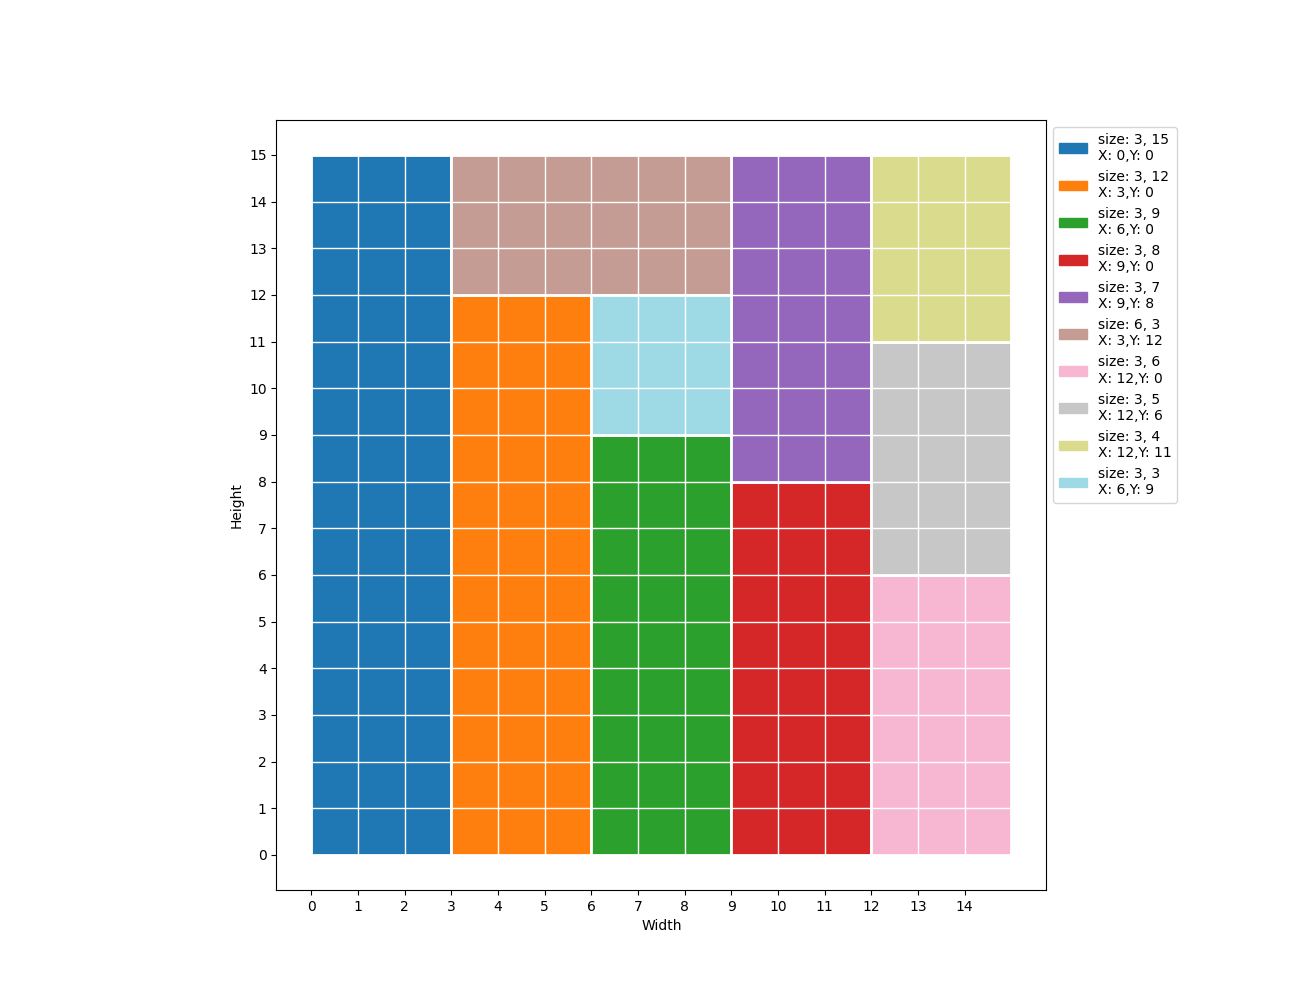 15
14
13
12
11
10
9
8
7
6
5
4
3
2
1
0
Height
0 1 2 3 4 5 6 7 8 9 10 11 12 13 14
Width
size: 3, 15
X: 0,Y: 0
size: 3, 12
X: 3,Y: 0
size: 3, 9
X: 6,Y: 0
size: 3, 8
X: 9,Y: 0
size: 3, 7
X: 9,Y: 8
size: 6, 3
X: 3,Y: 12
size: 3, 6
X: 12,Y: 0
size: 3, 5
X: 12,Y: 6
size: 3, 4
X: 12,Y: 11
size: 3, 3
X: 6,Y: 9